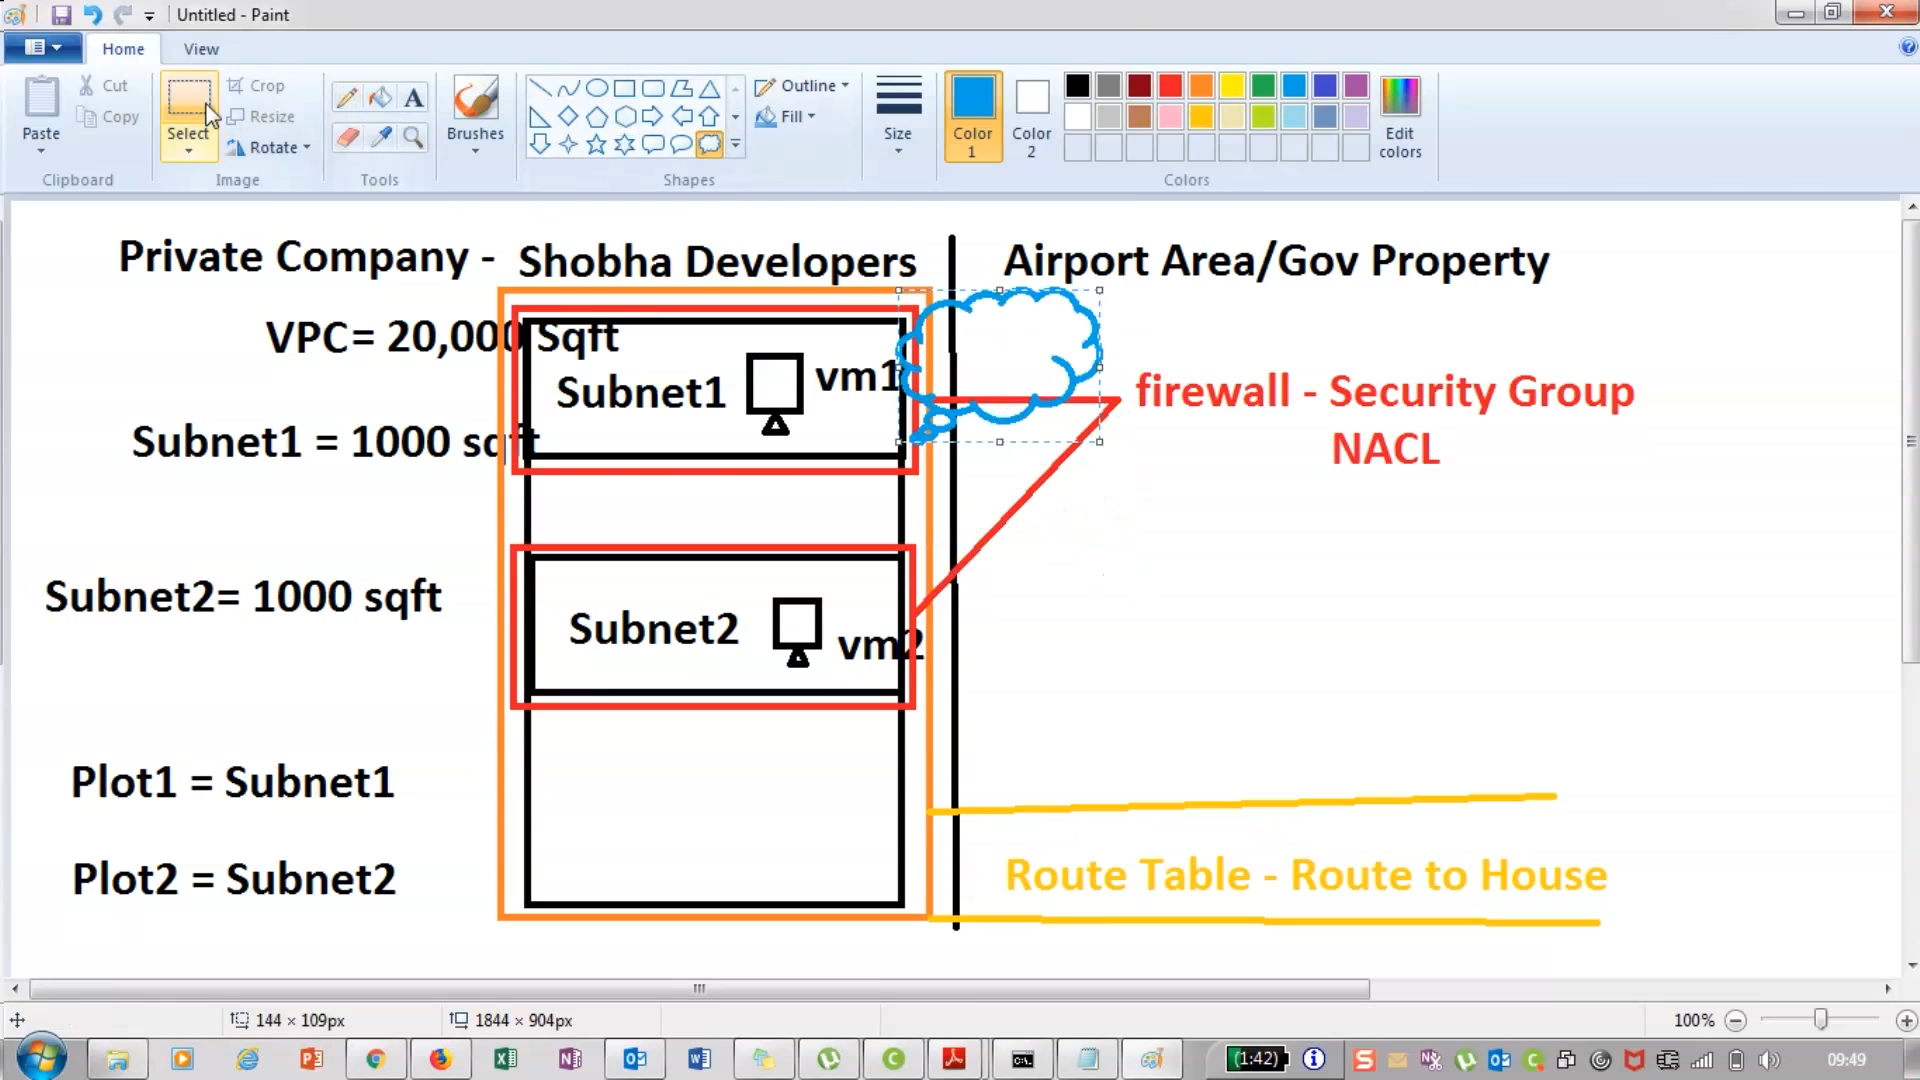 Untitled - Paint
Home
View
Paste
Cut
Copy
Clipboard
Select
Crop
Resize
Rotate
Image
Tools
Brushes
Outline
Fill
Shapes
Size
Color 1
Color 2
Edit colors
Colors
Private Company - Shobha Developers
Airport Area/Gov Property
VPC= 20,000 Sqft
Subnet1
vm1
firewall - Security Group
NACL
Subnet1 = 1000 sqft
Subnet2= 1000 sqft
Subnet2
vm2
Plot1 = Subnet1
Plot2 = Subnet2
Route Table - Route to House
144 × 109px
1844 × 904px
100%
(1:42)
09:49